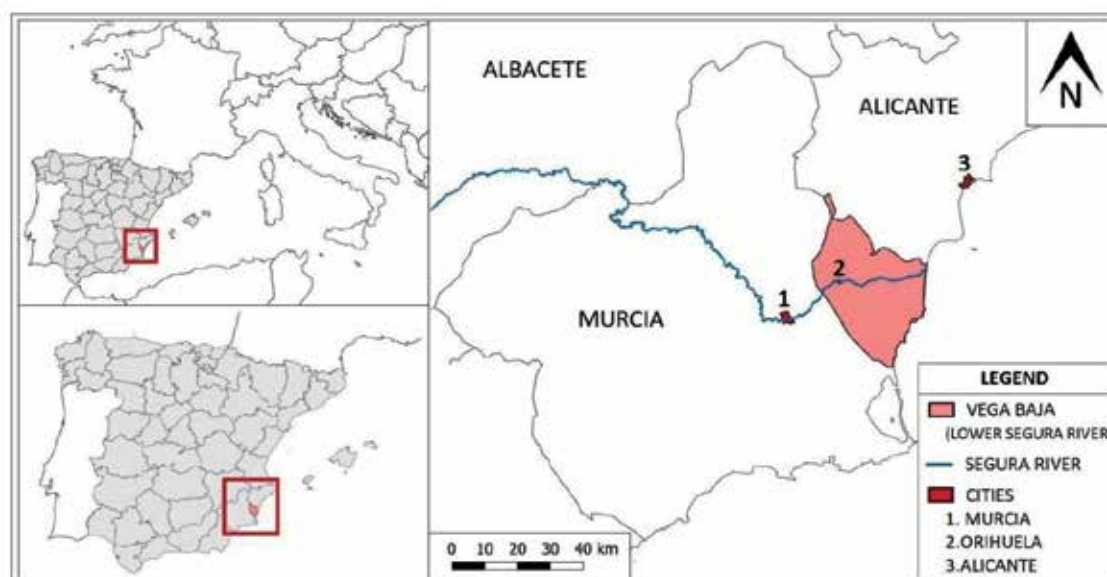 ALBACETE
ALICANTE
N
3
2
1
MURCIA
LEGEND
VEGA BAJA
(LOWER SEGURA RIVER
SEGURA RIVER
CITIES
1. MURCIA
2.ORIHUELA
3.ALICANTE
0 10 20 30 40 km